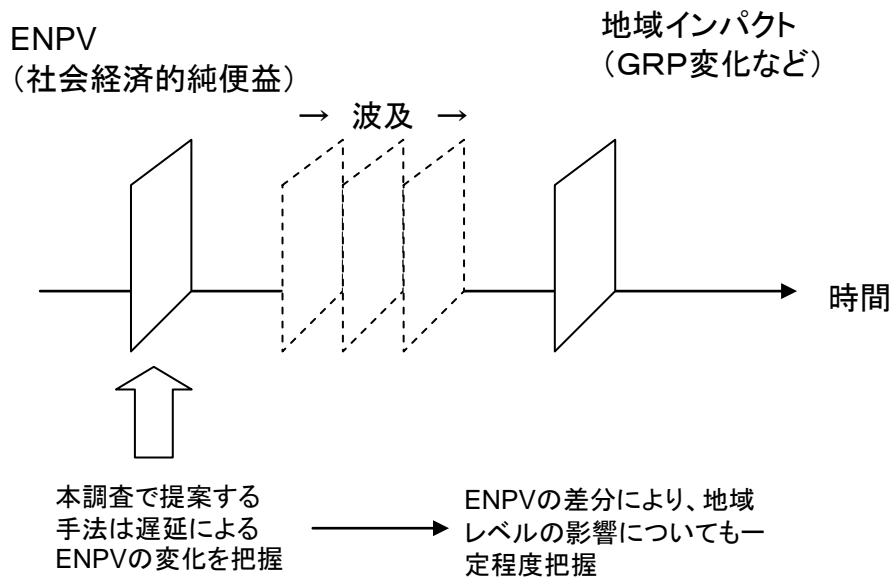 ENPV
（社会経済的純便益）
地域インパクト
（ＧＲＰ変化など）
→ 波及 →
時間
本調査で提案する
手法は遅延による
ENPVの変化を把握
ENPVの差分により、地域
レベルの影響についても一
定程度把握